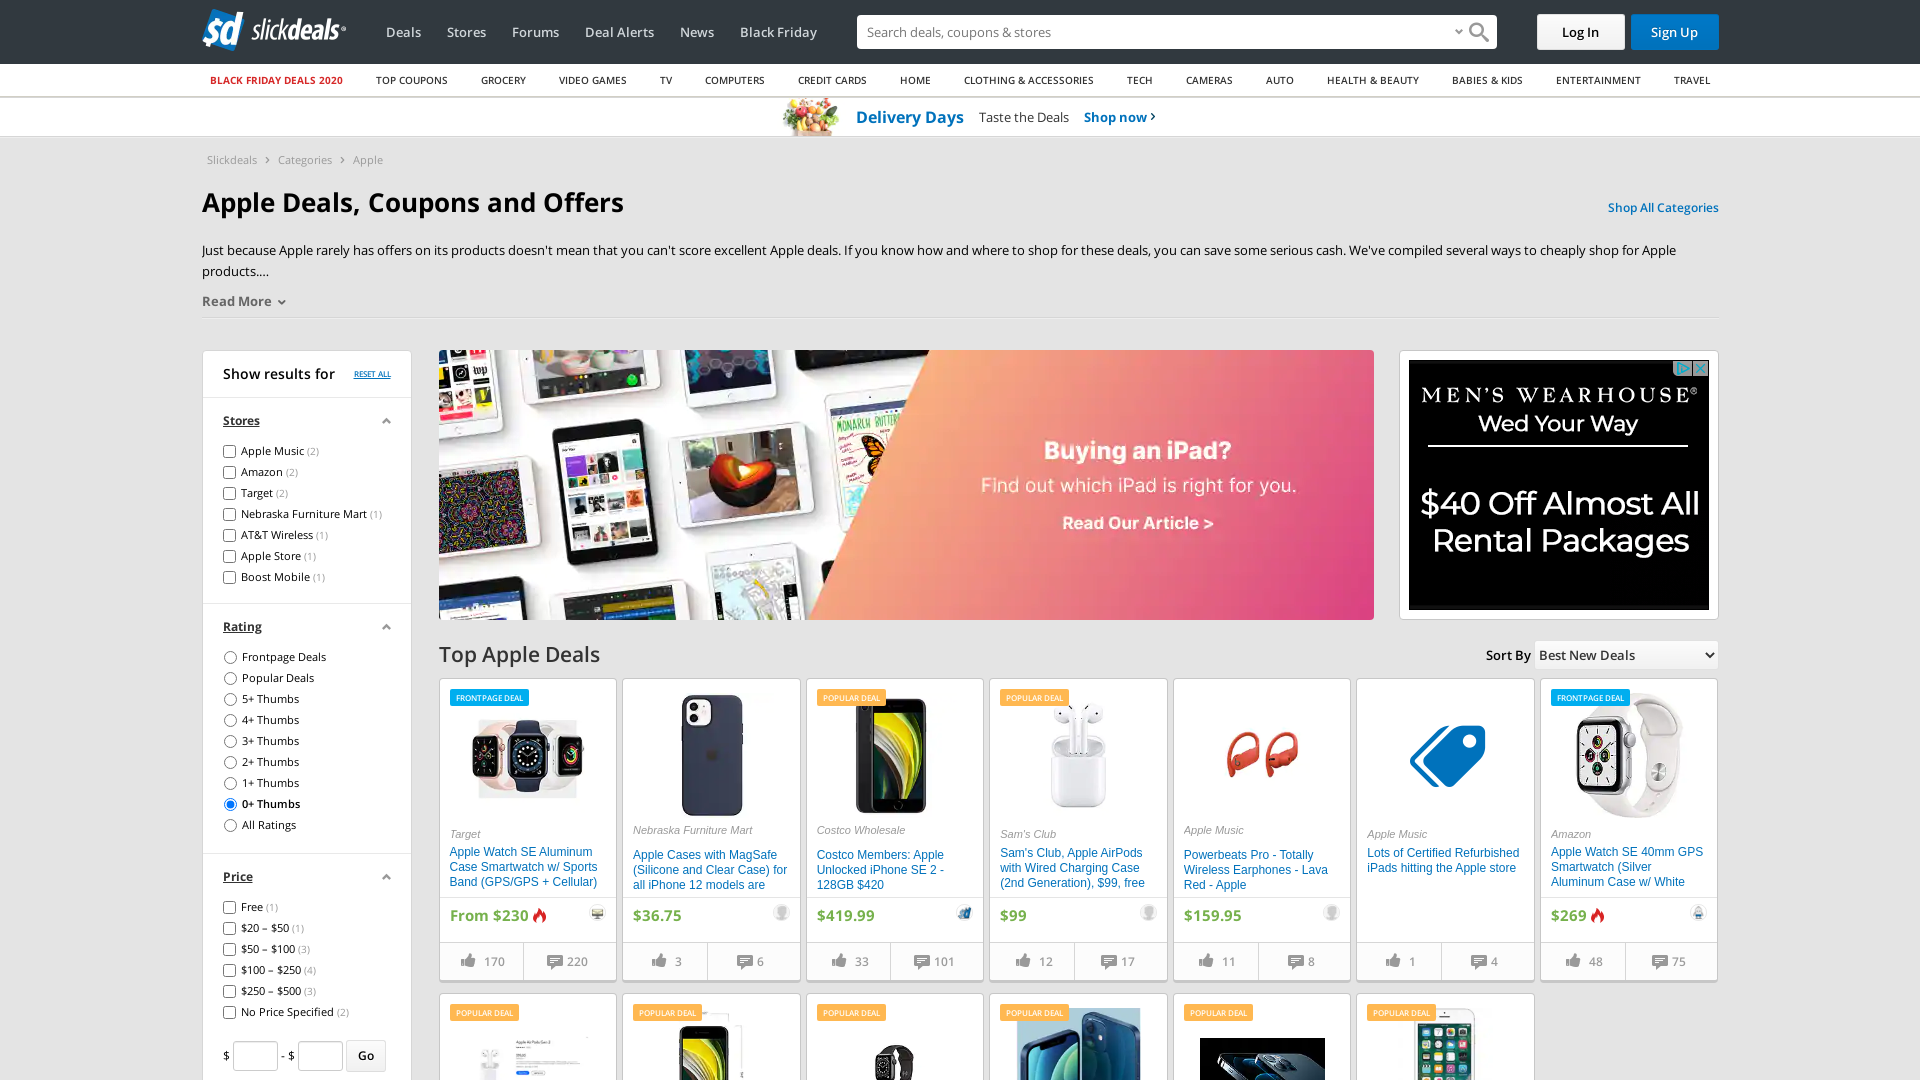 slickdeals
Deals
Stores
Forums
Deal Alerts
News
Black Friday
Search deals, coupons & stores
Log In
Sign Up
BLACK FRIDAY DEALS 2020
TOP COUPONS
GROCERY
VIDEO GAMES
TV
COMPUTERS
CREDIT CARDS
HOME
CLOTHING & ACCESSORIES
TECH
CAMERAS
AUTO
HEALTH & BEAUTY
BABIES & KIDS
ENTERTAINMENT
TRAVEL
Delivery Days Taste the Deals Shop now
Slickdeals > Categories > Apple
Apple Deals, Coupons and Offers
Shop All Categories
Just because Apple rarely has offers on its products doesn't mean that you can't score excellent Apple deals. If you know how and where to shop for these deals, you can save some serious cash. We've compiled several ways to cheaply shop for Apple
products....
Read More
Show results for RESET ALL
Stores
Apple Music (2)
Amazon (2)
Target (2)
Nebraska Furniture Mart (1)
AT&T Wireless (1)
Apple Store (1)
Boost Mobile (1)
Rating
Frontpage Deals
Popular Deals
5+ Thumbs
4+ Thumbs
3+ Thumbs
2+ Thumbs
1+ Thumbs
0+ Thumbs
All Ratings
Price
Free (1)
$20 – $50 (1)
$50 – $100 (3)
$100 – $250 (4)
$250 – $500 (3)
No Price Specified (2)
$ - $ Go
MONARCH BUTTERF
Buying an iPad?
Find out which iPad is right for you.
Read Our Article >
MEN'S WEARHOUSE®
Wed Your Way
$40 Off Almost All
Rental Packages
Top Apple Deals
Sort By Best New Deals
FRONTPAGE DEAL
Target
Apple Watch SE Aluminum
Case Smartwatch w/ Sports
Band (GPS/GPS + Cellular)
From $230
170 220
Nebraska Furniture Mart
Apple Cases with MagSafe
(Silicone and Clear Case) for
all iPhone 12 models are
$36.75
3 6
POPULAR DEAL
Costco Wholesale
Costco Members: Apple
Unlocked iPhone SE 2 -
128GB $420
$419.99
33 101
POPULAR DEAL
Sam's Club
Sam's Club, Apple AirPods
with Wired Charging Case
(2nd Generation), $99, free
$99
12 17
Apple Music
Powerbeats Pro - Totally
Wireless Earphones - Lava
Red - Apple
$159.95
11 8
Apple Music
Lots of Certified Refurbished
iPads hitting the Apple store
1 4
FRONTPAGE DEAL
Amazon
Apple Watch SE 40mm GPS
Smartwatch (Silver
Aluminum Case w/ White
$269
48 75
POPULAR DEAL
POPULAR DEAL
POPULAR DEAL
POPULAR DEAL
POPULAR DEAL
POPULAR DEAL